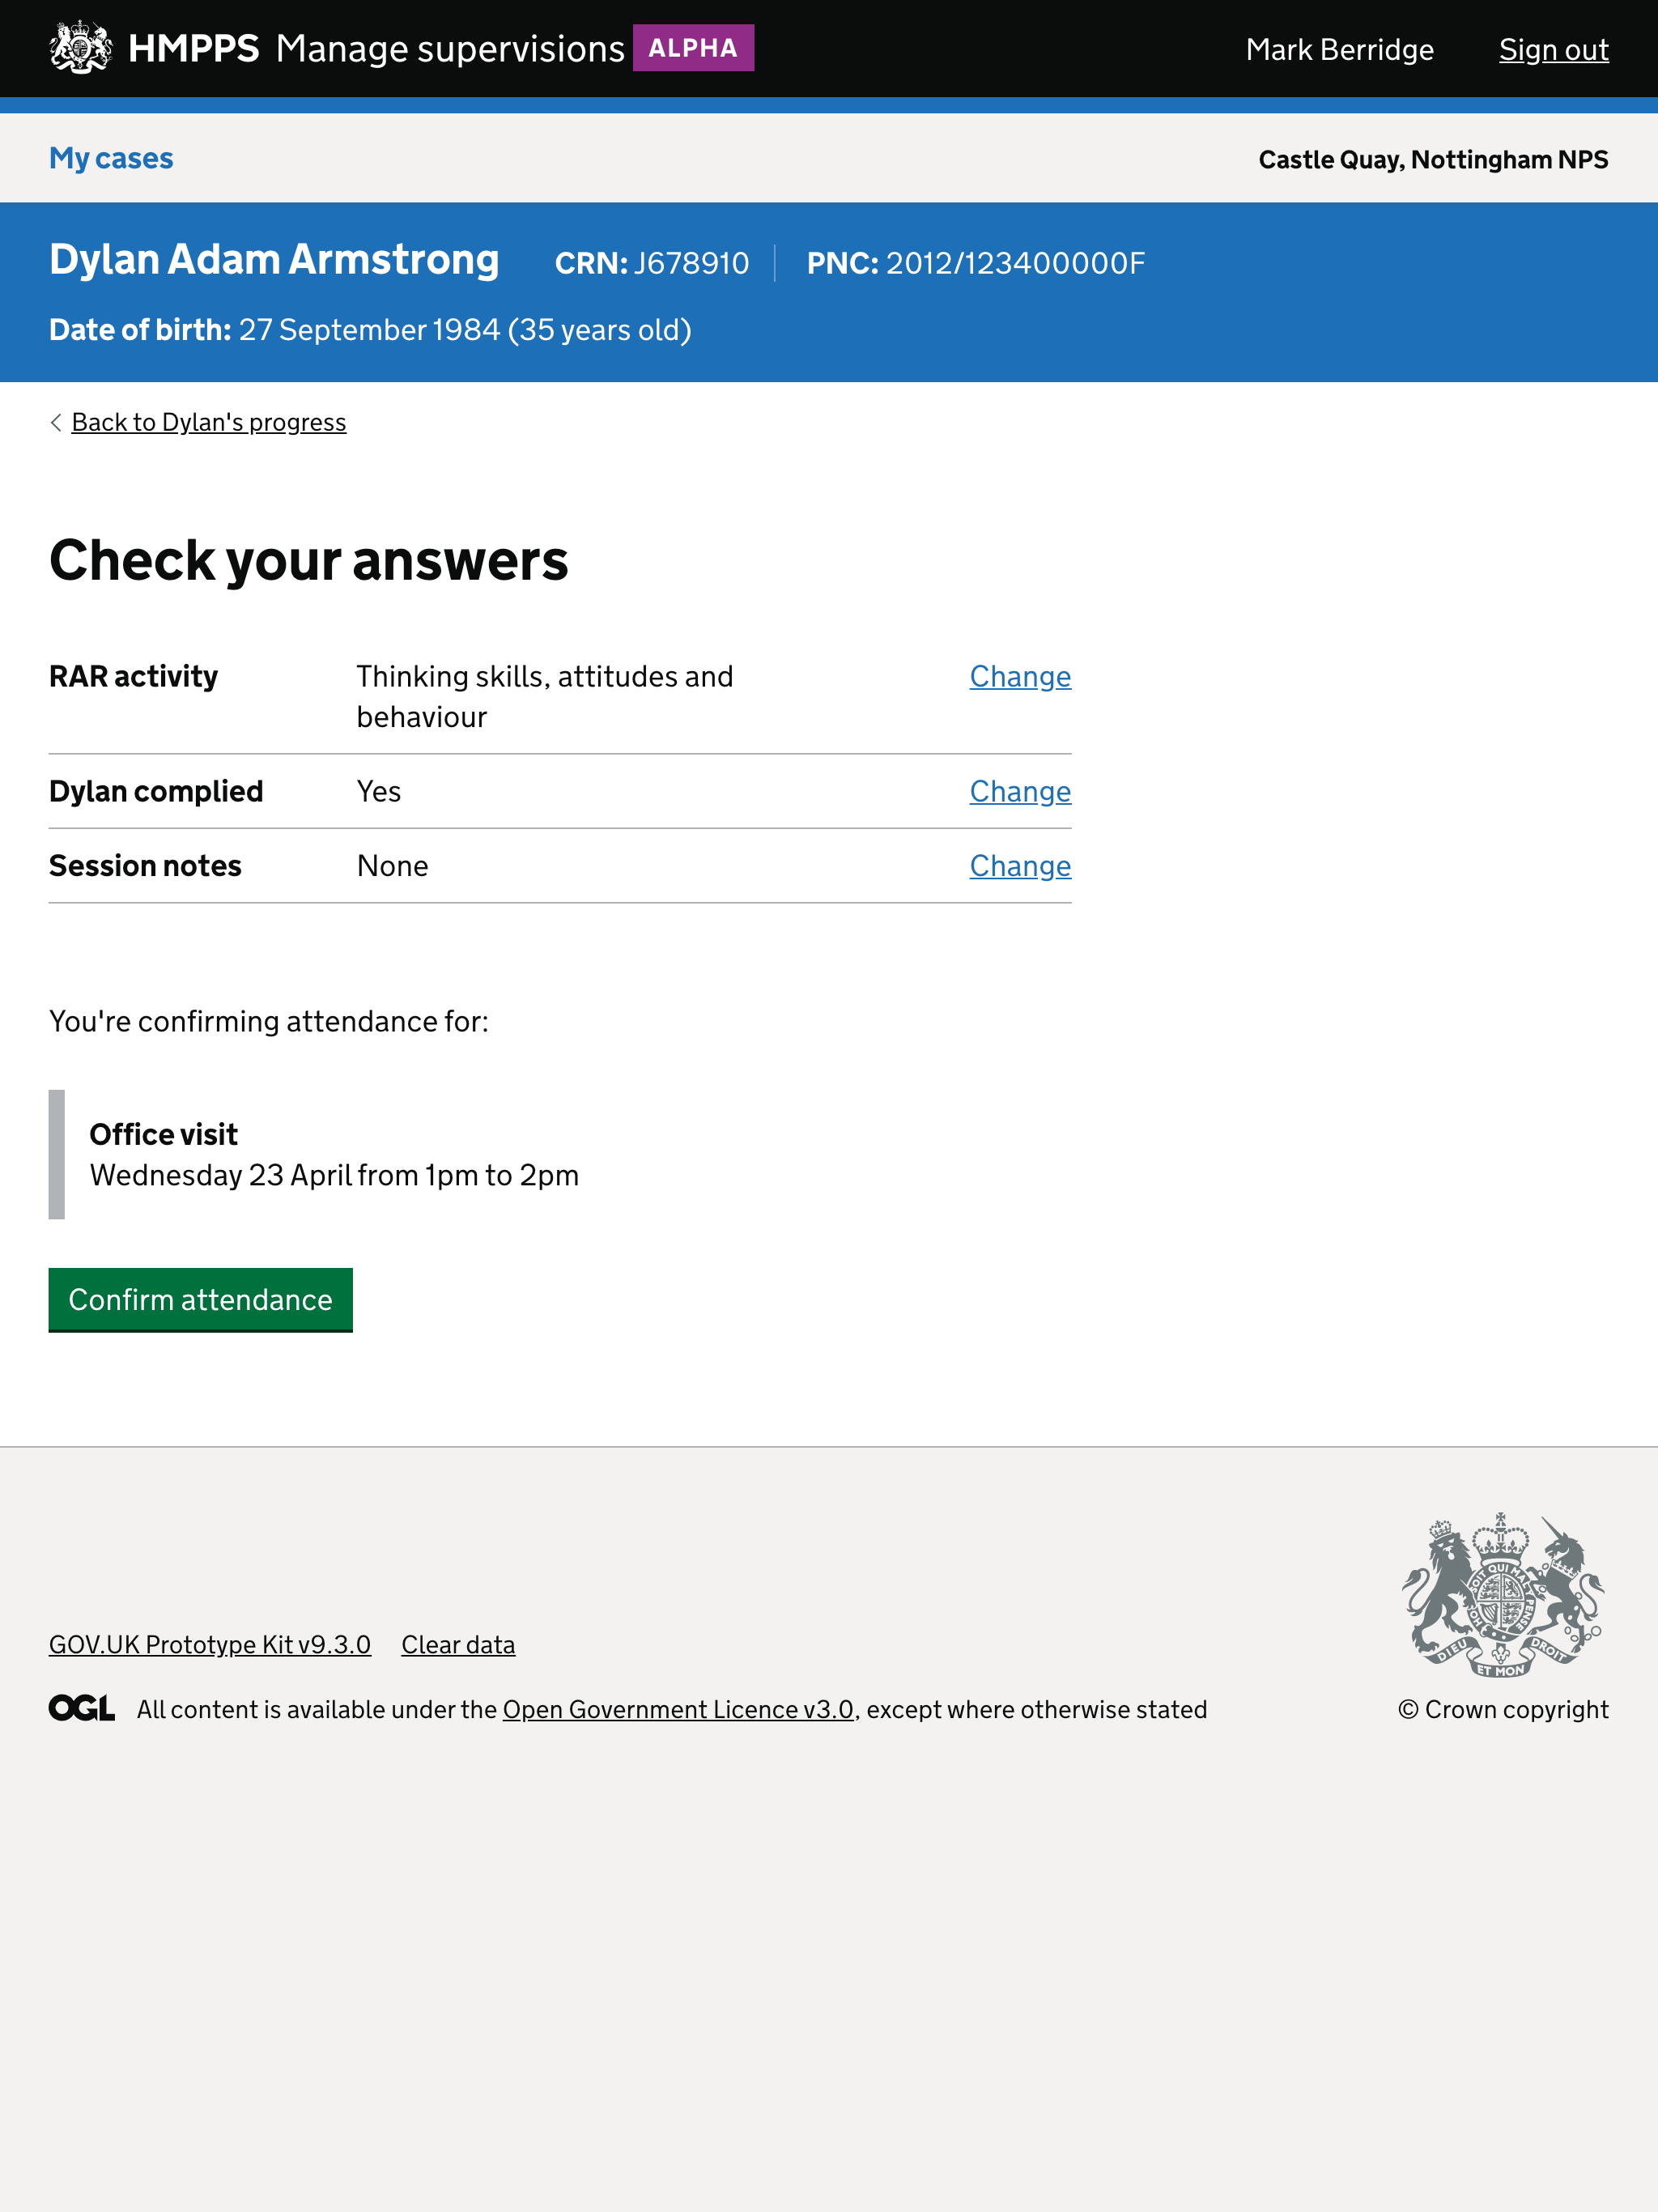 HMPPS Manage supervisions ALPHA Mark Berridge Sign out
My cases Castle Quay, Nottingham NPS
Dylan Adam Armstrong CRN: J678910 PNC: 2012/123400000F
Date of birth: 27 September 1984 (35 years old)
Back to Dylan's progress
Check your answers
RAR activity Thinking skills, attitudes and Change
behaviour
Dylan complied Yes Change
Session notes None Change
You're confirming attendance for:
Office visit
Wednesday 23 April from 1pm to 2pm
Confirm attendance
SOIT QUI MAL PENSE HON
DIEU ET MON DROIT
GOV.UK Prototype Kit v9.3.0 Clear data
OGL All content is available under the Open Government Licence v3.0, except where otherwise stated © Crown copyright